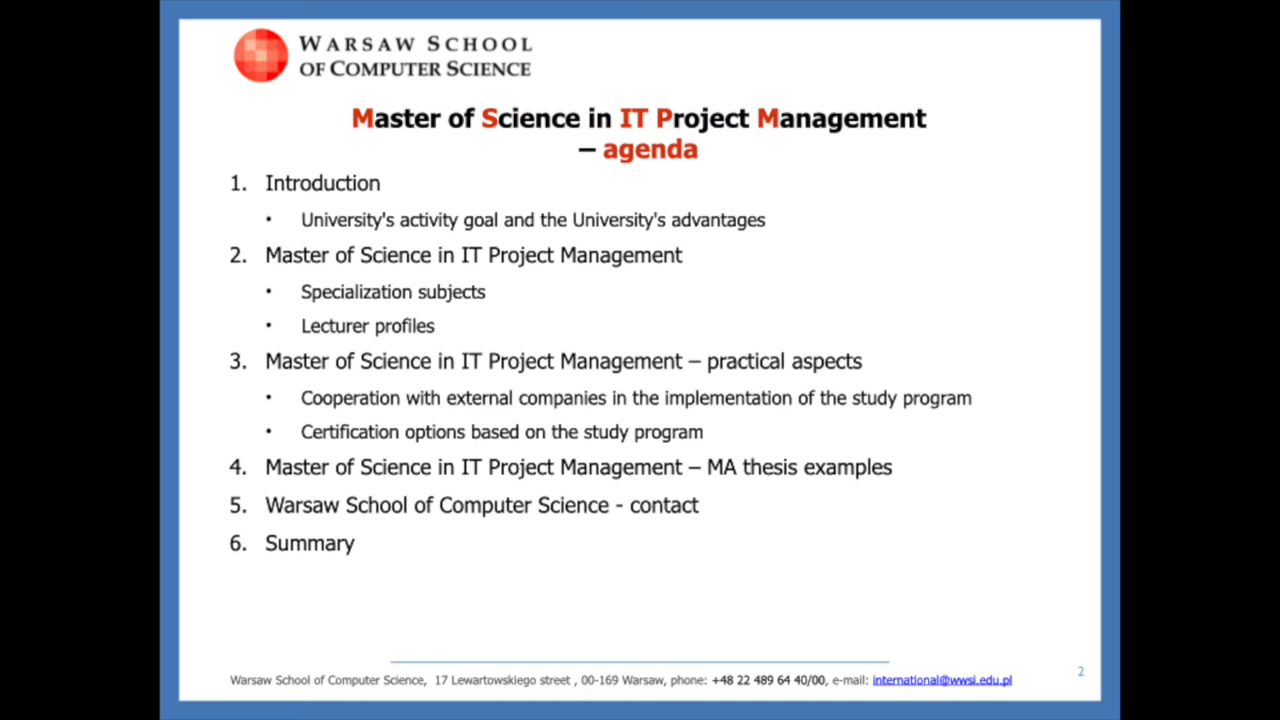 WARSAW SCHOOL
OF COMPUTER SCIENCE
Master of Science in IT Project Management
– agenda
1. Introduction
• University's activity goal and the University's advantages
2. Master of Science in IT Project Management
• Specialization subjects
• Lecturer profiles
3. Master of Science in IT Project Management – practical aspects
• Cooperation with external companies in the implementation of the study program
• Certification options based on the study program
4. Master of Science in IT Project Management – MA thesis examples
5. Warsaw School of Computer Science - contact
6. Summary
2
Warsaw School of Computer Science, 17 Lewartowskiego street , 00-169 Warsaw, phone: +48 22 489 64 40/00, e-mail: international@wwsi.edu.pl